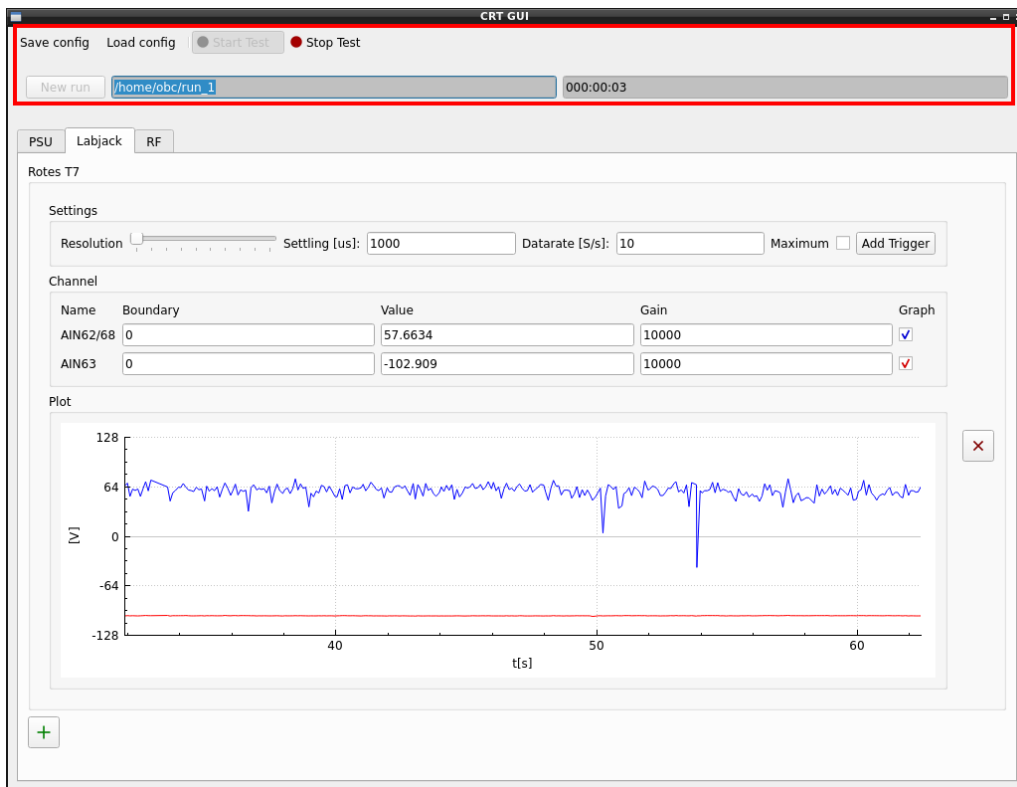 CRT GUI
Save config Load config Start Test Stop Test
New run /home/obc/run_1 000:00:03
PSU Labjack RF
Rotes T7
Settings
Resolution Settling [us]: 1000 Datarate [S/s]: 10 Maximum Add Trigger
Channel
Name Boundary Value Gain Graph
AIN62/68 0 57.6634 10000
AIN63 0 -102.909 10000
Plot
128
64
[V]
0
-64
-128
40 50 60
t[s]